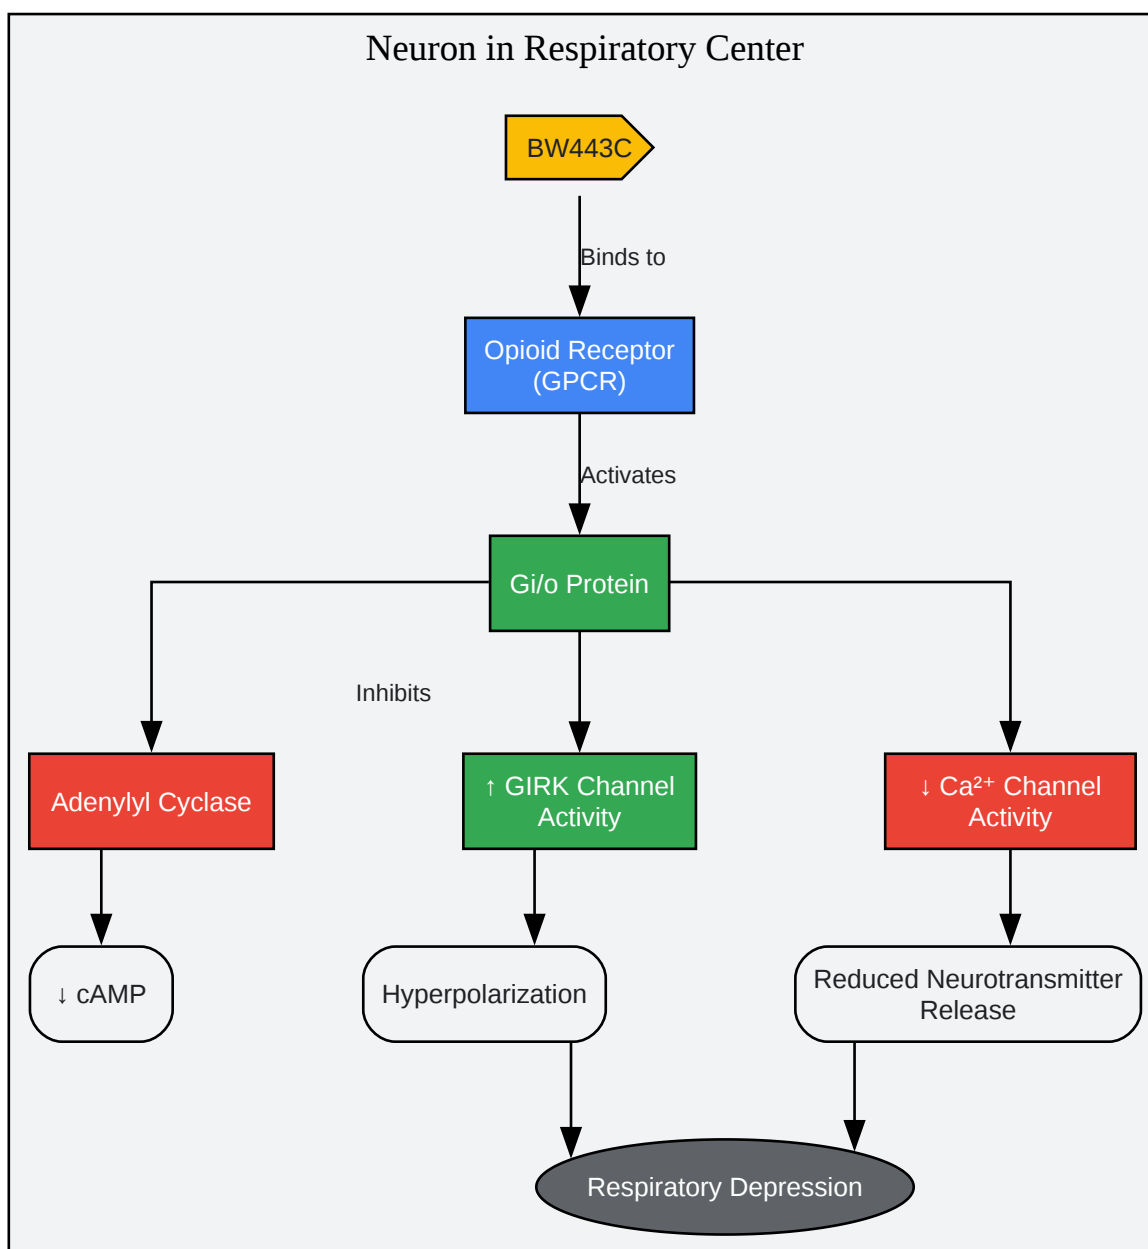 Neuron in Respiratory Center
BW443C
Binds to
Opioid Receptor
(GPCR)
Activates
Gi/o Protein
Inhibits
Adenylyl Cyclase
↑ GIRK Channel
Activity
↓ Ca²⁺ Channel
Activity
↓ cAMP
Hyperpolarization
Reduced Neurotransmitter
Release
Respiratory Depression